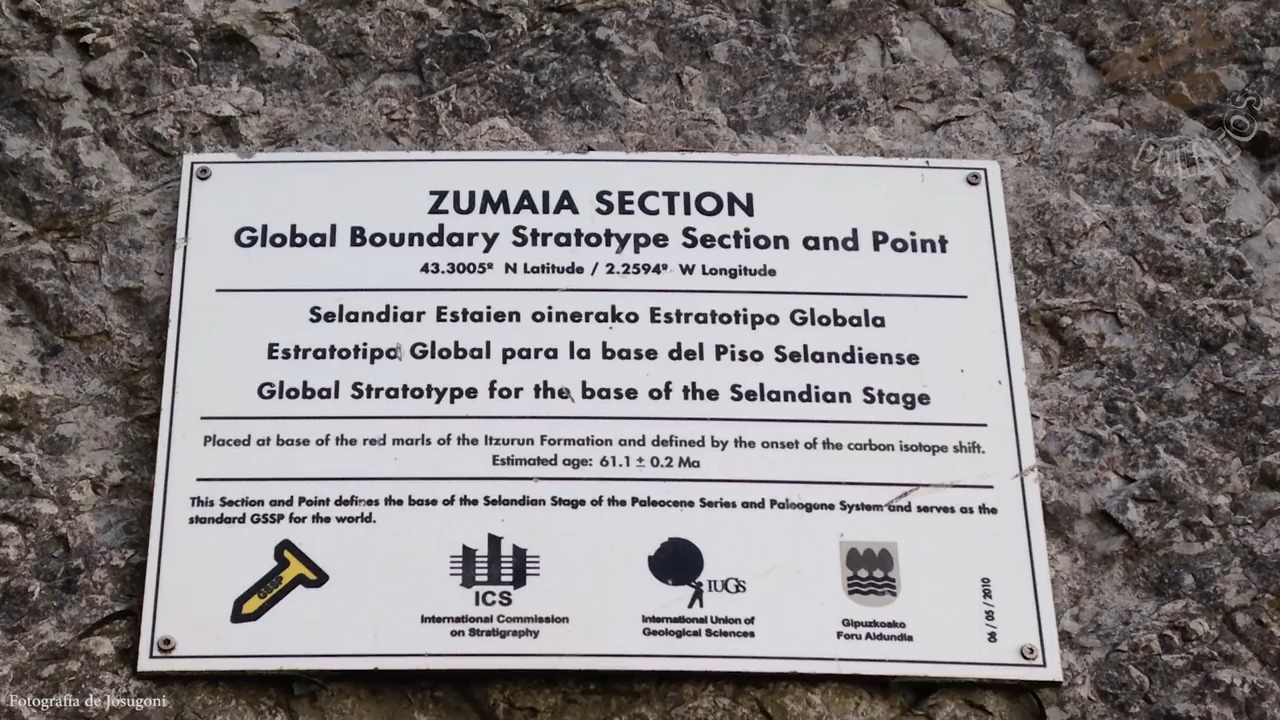 PALAEOS
ZUMAIA SECTION
Global Boundary Stratotype Section and Point
43.3005º N Latitude / 2.2594º W Longitude
Selandiar Estaien oinerako Estratotipo Globala
Estratotipo Global para la base del Piso Selandiense
Global Stratotype for the base of the Selandian Stage
Placed at base of the red marls of the Itzurun Formation and defined by the onset of the carbon isotope shift.
Estimated age: 61.1 ± 0.2 Ma
This Section and Point defines the base of the Selandian Stage of the Paleocene Series and Paleogene System and serves as the
standard GSSP for the world.
GSSP
ICS
International Commission
on Stratigraphy
IUGS
International Union of
Geological Sciences
Gipuzkoako
Foru Aldundia
06 / 05 / 2010
Fotografía de Josugoni